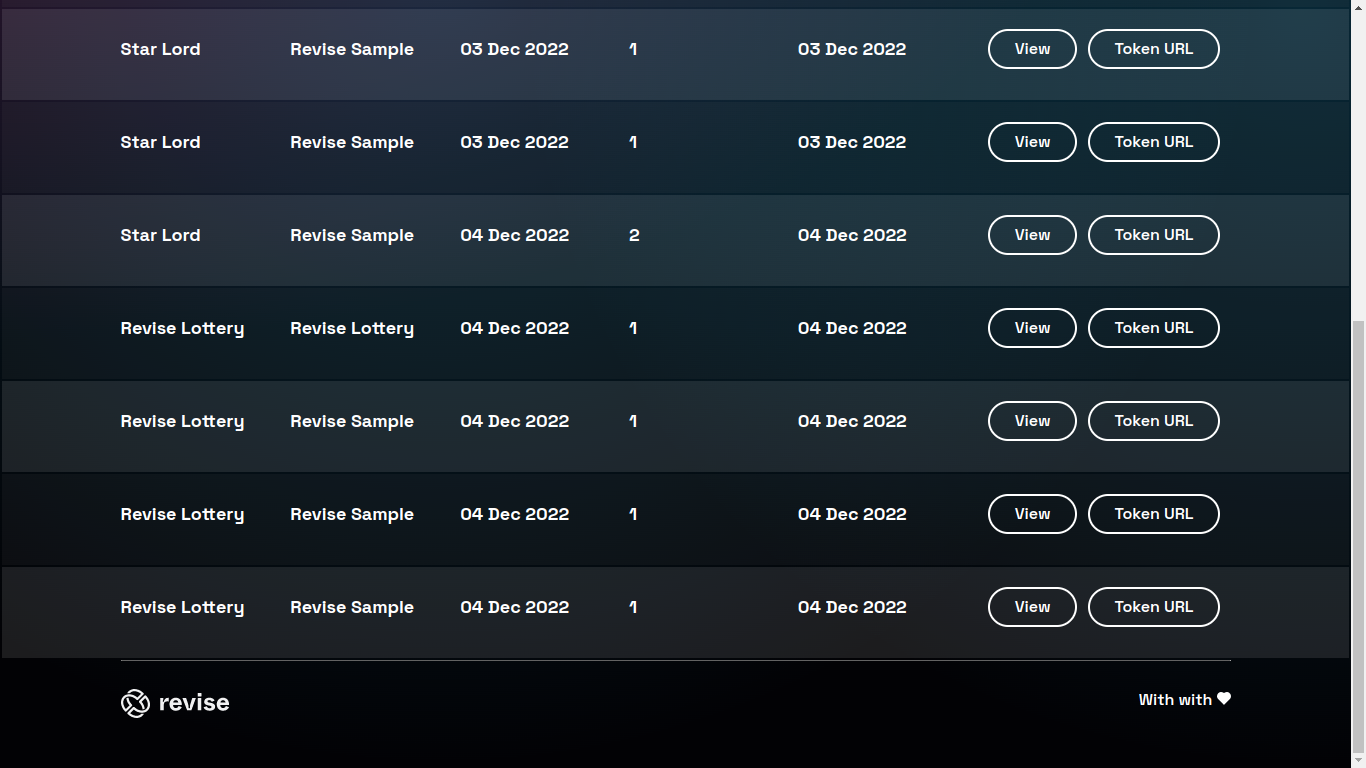 Star Lord Revise Sample 03 Dec 2022 1 03 Dec 2022 View Token URL
Star Lord Revise Sample 03 Dec 2022 1 03 Dec 2022 View Token URL
Star Lord Revise Sample 04 Dec 2022 2 04 Dec 2022 View Token URL
Revise Lottery Revise Lottery 04 Dec 2022 1 04 Dec 2022 View Token URL
Revise Lottery Revise Sample 04 Dec 2022 1 04 Dec 2022 View Token URL
Revise Lottery Revise Sample 04 Dec 2022 1 04 Dec 2022 View Token URL
Revise Lottery Revise Sample 04 Dec 2022 1 04 Dec 2022 View Token URL
revise With with